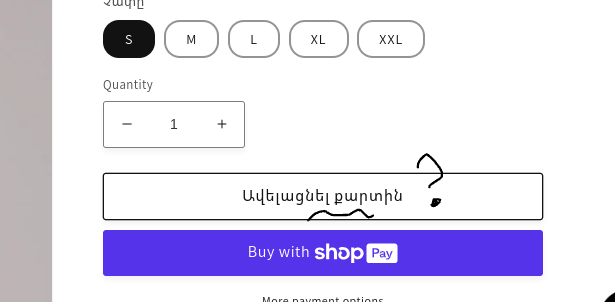 Չափը
S M L XL XXL
Quantity
− 1 +
Ավելացնել քարտին ?
Buy with shop Pay
More payment options